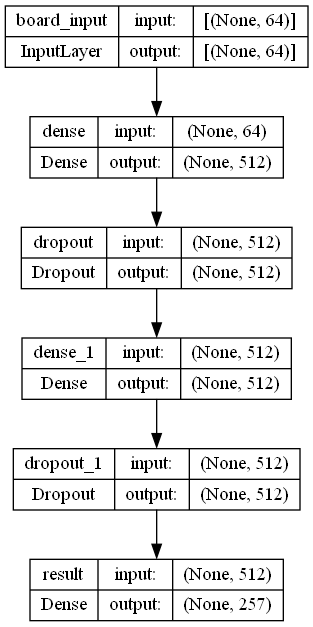 board_input input: [(None, 64)]
InputLayer output: [(None, 64)]
dense input: (None, 64)
Dense output: (None, 512)
dropout input: (None, 512)
Dropout output: (None, 512)
dense_1 input: (None, 512)
Dense output: (None, 512)
dropout_1 input: (None, 512)
Dropout output: (None, 512)
result input: (None, 512)
Dense output: (None, 257)